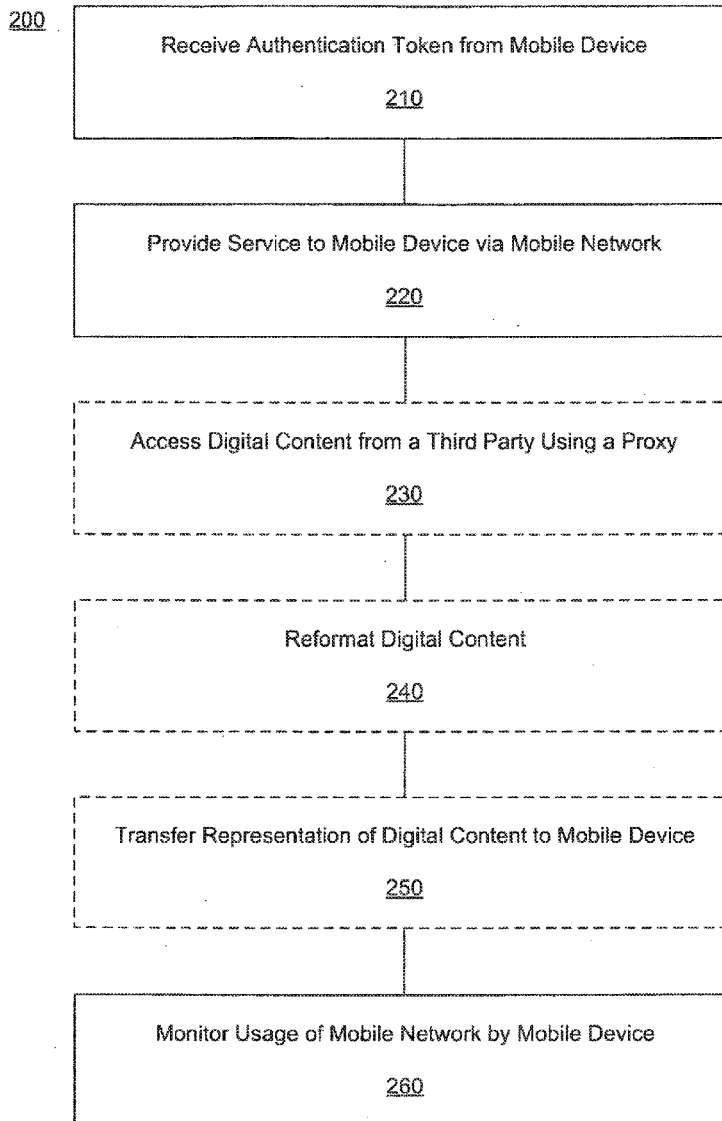 200
Receive Authentication Token from Mobile Device
210
Provide Service to Mobile Device via Mobile Network
220
Access Digital Content from a Third Party Using a Proxy
230
Reformat Digital Content
240
Transfer Representation of Digital Content to Mobile Device
250
Monitor Usage of Mobile Network by Mobile Device
260